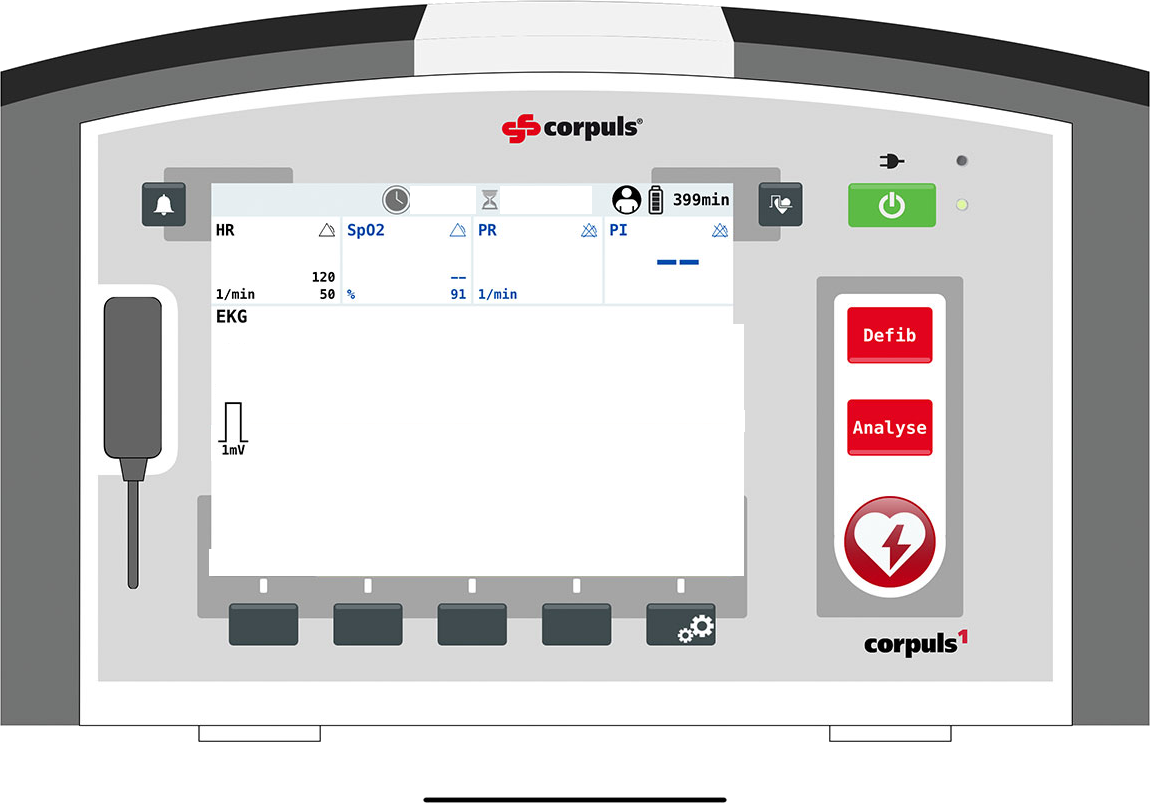 corpuls®
399min
HR
SpO2
PR
PI
--
120
--
1/min
50
%
91
1/min
EKG
1mV
Defib
Analyse
corpuls1